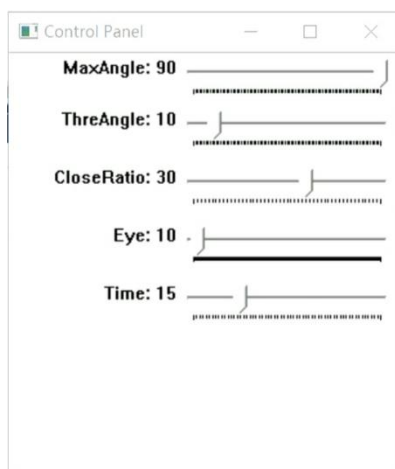 Control Panel
MaxAngle: 90
ThreAngle: 10
CloseRatio: 30
Eye: 10
Time: 15